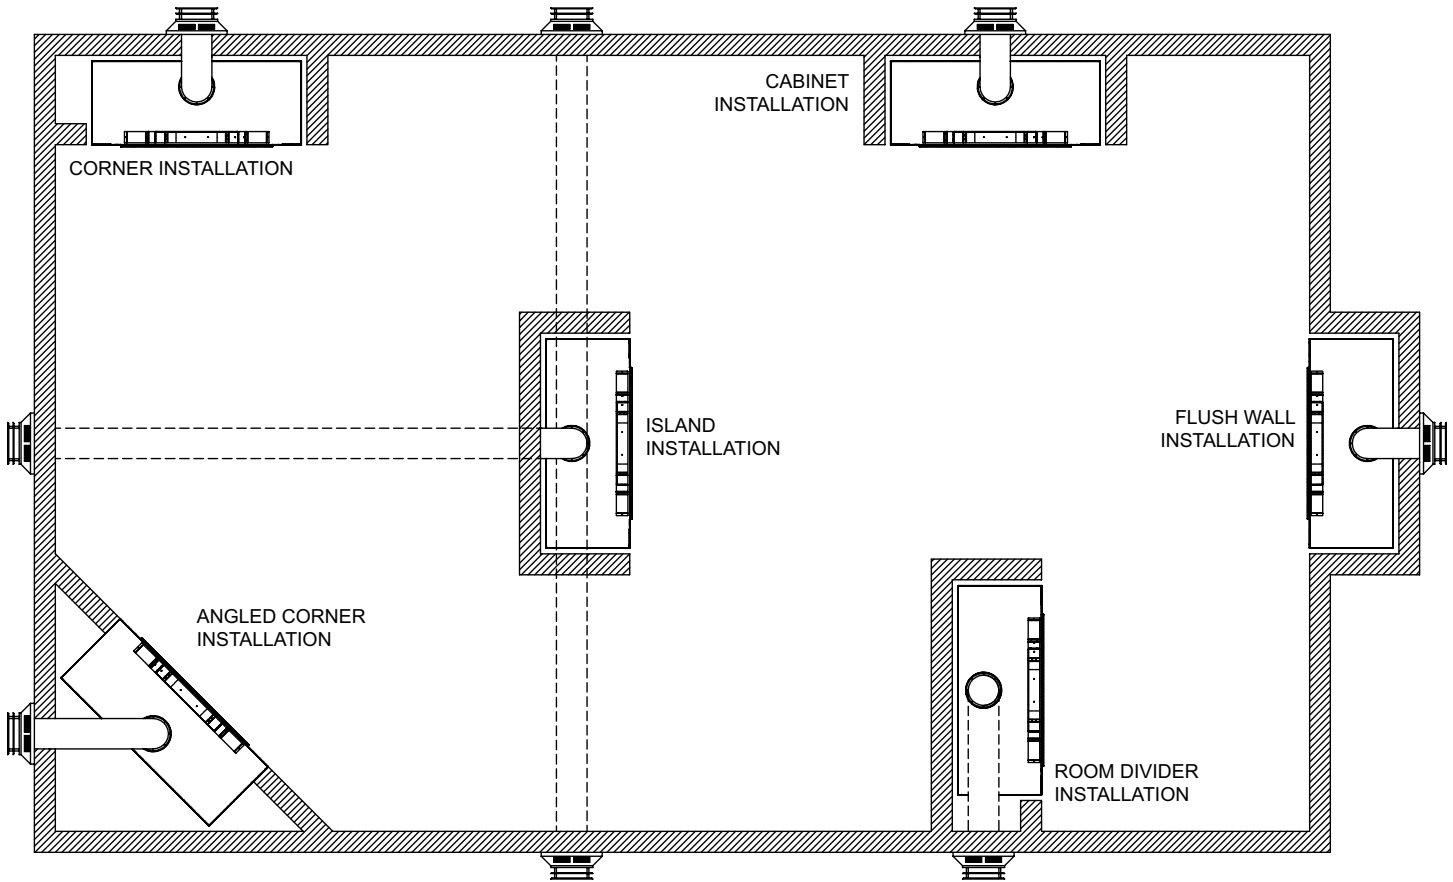 CABINET
INSTALLATION
CORNER INSTALLATION
ISLAND
INSTALLATION
FLUSH WALL
INSTALLATION
ANGLED CORNER
INSTALLATION
ROOM DIVIDER
INSTALLATION